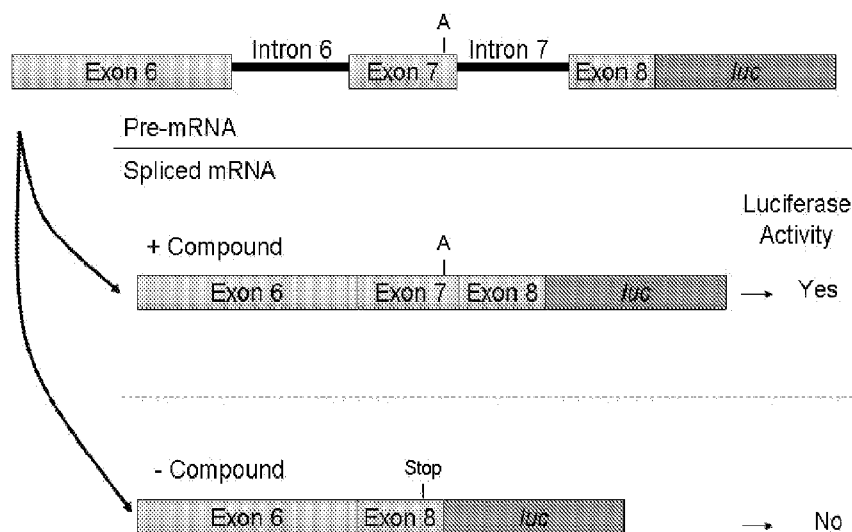 A
Intron 6 Intron 7
Exon 6 Exon 7 Exon 8 luc
Pre-mRNA
Spliced mRNA
Luciferase
Activity
+ Compound A
Exon 6 Exon 7 Exon 8 luc Yes
- Compound Stop
Exon 6 Exon 8 luc No